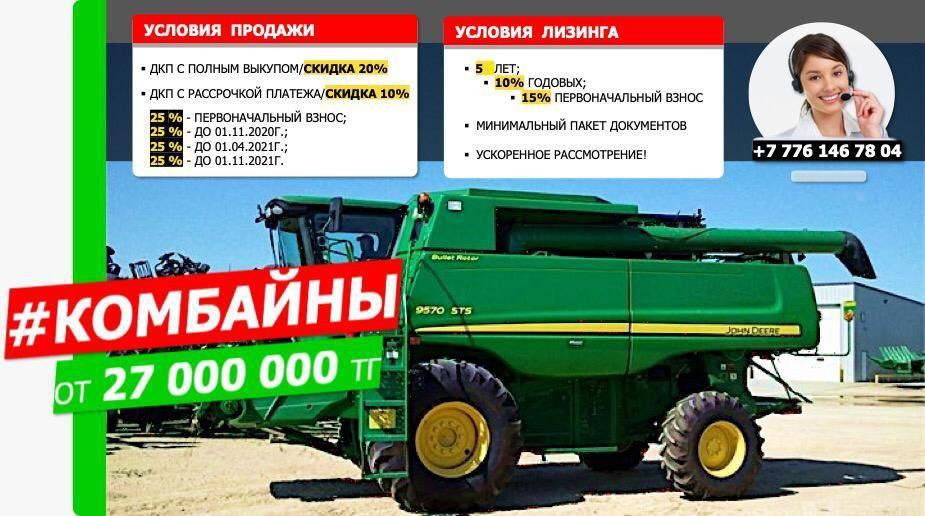 УСЛОВИЯ ПРОДАЖИ
▪ ДКП С ПОЛНЫМ ВЫКУПОМ/СКИДКА 20%
▪ ДКП С РАССРОЧКОЙ ПЛАТЕЖА/СКИДКА 10%
25 % - ПЕРВОНАЧАЛЬНЫЙ ВЗНОС;
25 % - ДО 01.11.2020Г.;
25 % - ДО 01.04.2021Г.;
25 % - ДО 01.11.2021Г.
УСЛОВИЯ ЛИЗИНГА
▪ 5 ЛЕТ;
▪ 10% ГОДОВЫХ;
▪ 15% ПЕРВОНАЧАЛЬНЫЙ ВЗНОС
▪ МИНИМАЛЬНЫЙ ПАКЕТ ДОКУМЕНТОВ
▪ УСКОРЕННОЕ РАССМОТРЕНИЕ!
+7 776 146 78 04
#КОМБАЙНЫ
ОТ 27 000 000 ТГ
Bullet Rotor
9570 STS
JOHN DEERE